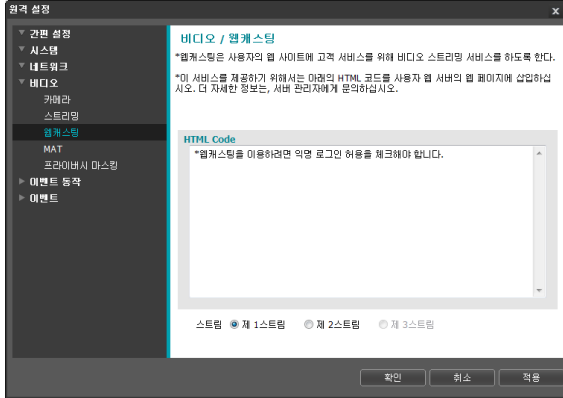 원격 설정
x
간편 설정
시스템
네트워크
비디오
카메라
스트리밍
웹캐스팅
MAT
프라이버시 마스킹
이벤트 동작
이벤트
비디오 / 웹캐스팅
*웹캐스팅은 사용자의 웹 사이트에 고객 서비스를 위해 비디오 스트리밍 서비스를 하도록 한다.
*이 서비스를 제공하기 위해서는 아래의 HTML 코드를 사용자 웹 서버의 웹 페이지에 삽입하십
시오. 더 자세한 정보는, 서버 관리자에게 문의하십시오.
HTML Code
*웹캐스팅을 이용하려면 익명 로그인 허용을 체크해야 합니다.
스트림 제 1스트림 제 2스트림 제 3스트림
확인 취소 적용